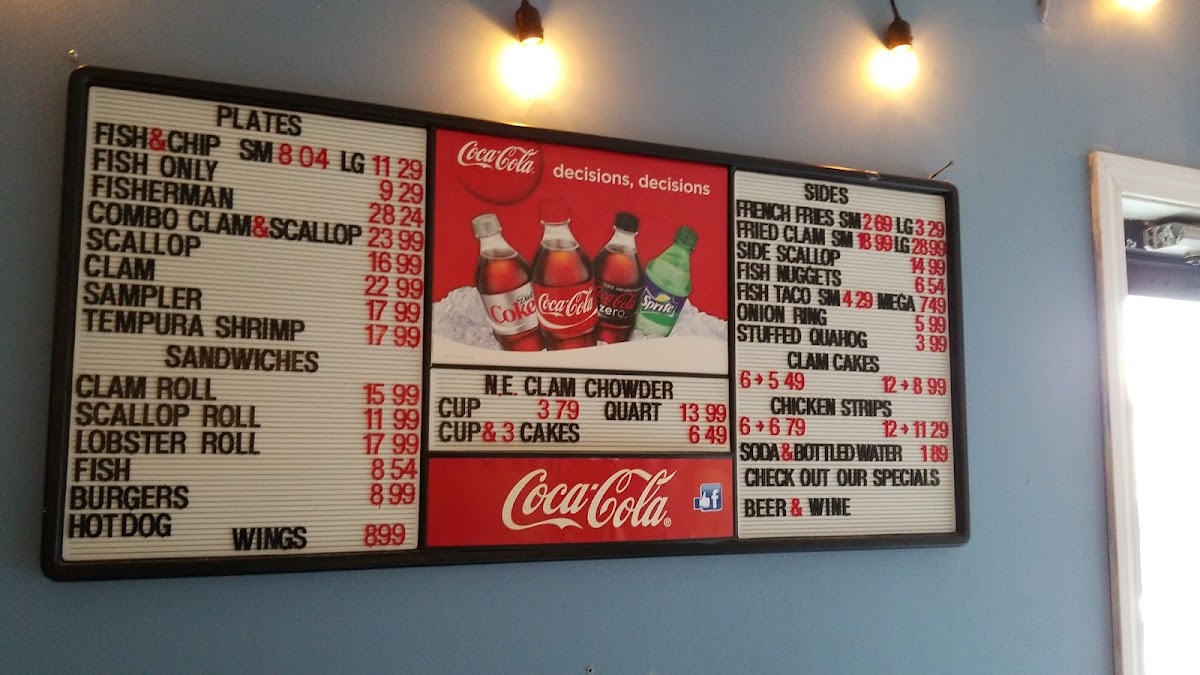 PLATES
FISH&CHIP SM 8 04 LG 11 29
FISH ONLY 9 29
FISHERMAN 28 24
COMBO CLAM&SCALLOP 23 99
SCALLOP 16 99
CLAM 22 99
SAMPLER 17 99
TEMPURA SHRIMP 17 99
SANDWICHES
CLAM ROLL 15 99
SCALLOP ROLL 11 99
LOBSTER ROLL 17 99
FISH 8 54
BURGERS 8 99
HOTDOG
WINGS 899
Coca-Cola
decisions, decisions
Diet
Coke
Coca-Cola
Coca-Cola
zero
Sprite
N.E. CLAM CHOWDER
CUP 3 79 QUART 13 99
CUP & 3 CAKES 6 49
Coca-Cola®
f
SIDES
FRENCH FRIES SM 2 69 LG 3 29
FRIED CLAM SM 18 99 LG 28 99
SIDE SCALLOP 14 99
FISH NUGGETS 6 54
FISH TACO SM 4 29 MEGA 7 49
ONION RING 5 99
STUFFED QUAHOG 3 99
CLAM CAKES
6→5 49 12→8 99
CHICKEN STRIPS
6→6 79 12→11 29
SODA & BOTTLED WATER 1 89
CHECK OUT OUR SPECIALS
BEER & WINE